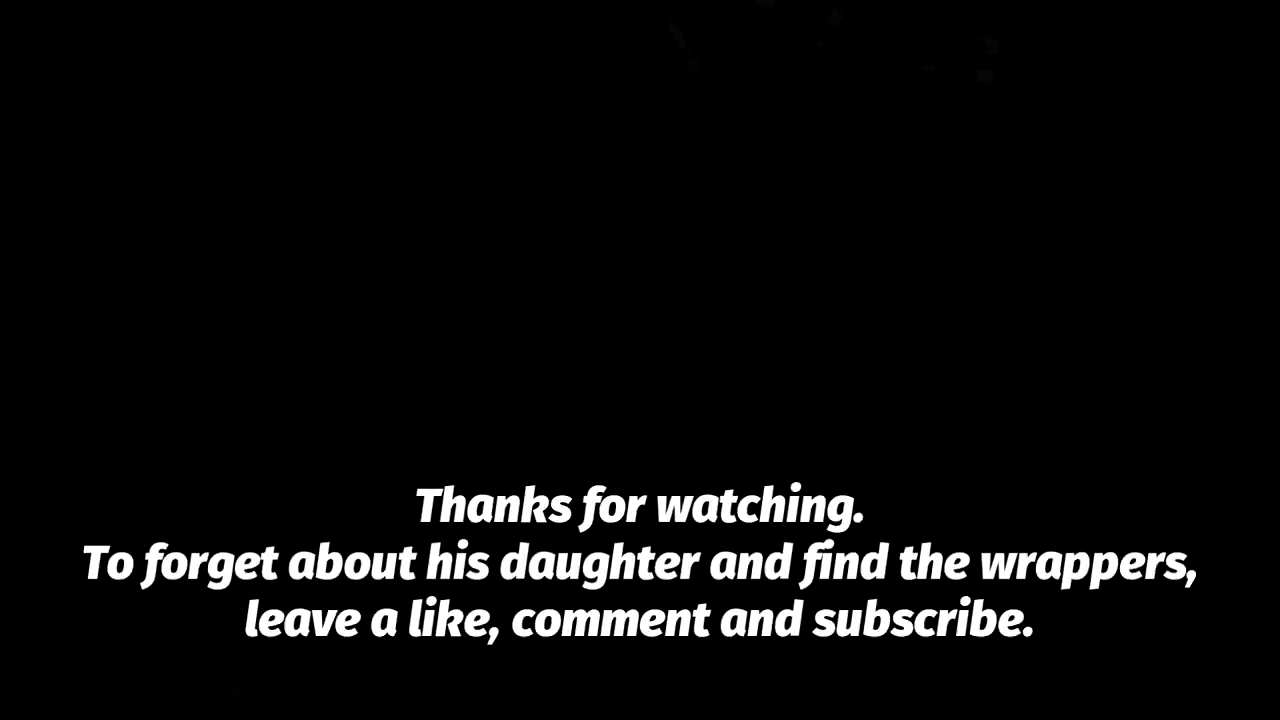 Thanks for watching.
To forget about his daughter and find the wrappers,
leave a like, comment and subscribe.